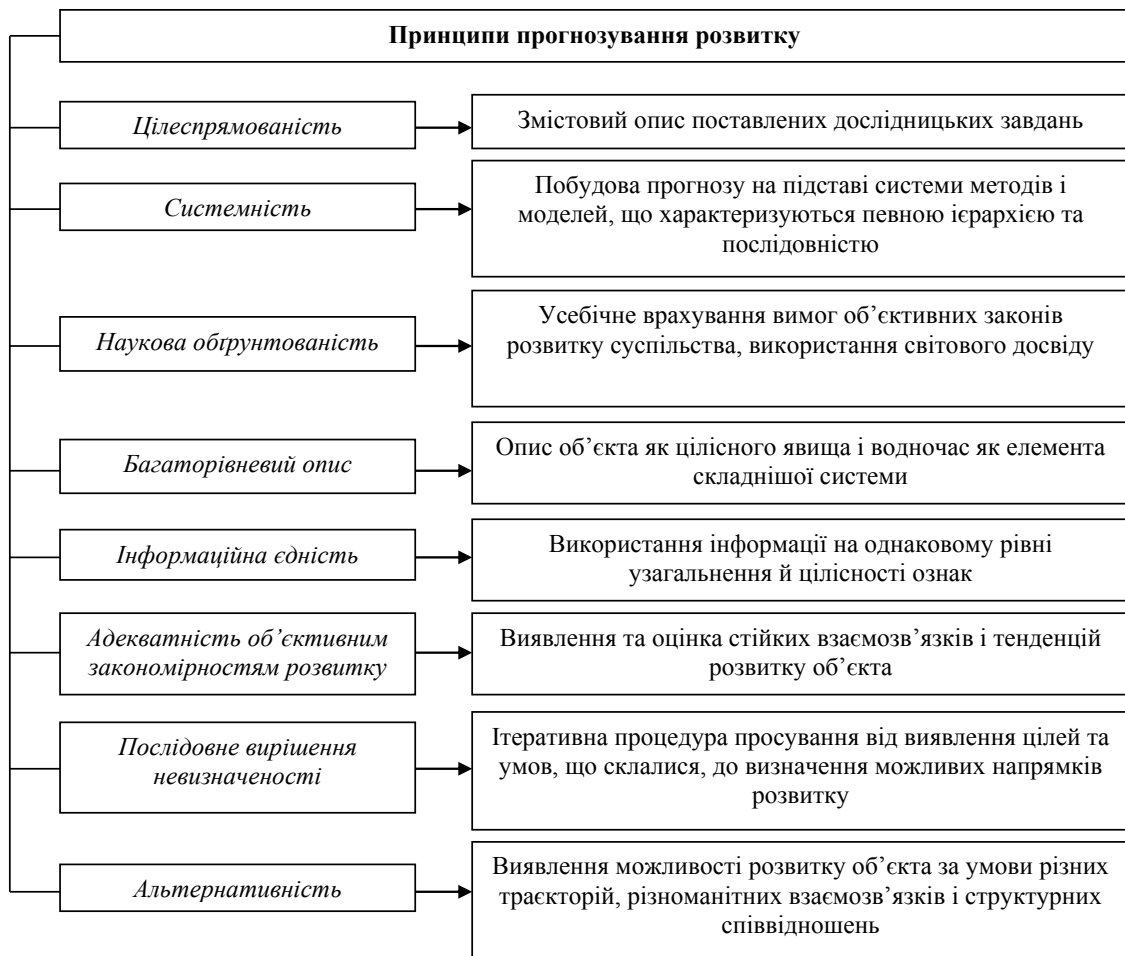 Принципи прогнозування розвитку
Цілеспрямованість
Змістовий опис поставлених дослідницьких завдань
Системність
Побудова прогнозу на підставі системи методів і
моделей, що характеризуються певною ієрархією та
послідовністю
Наукова обґрунтованість
Усебічне врахування вимог об’єктивних законів
розвитку суспільства, використання світового досвіду
Багаторівневий опис
Опис об’єкта як цілісного явища і водночас як елемента
складнішої системи
Інформаційна єдність
Використання інформації на однаковому рівні
узагальнення й цілісності ознак
Адекватність об’єктивним
закономірностям розвитку
Виявлення та оцінка стійких взаємозв’язків і тенденцій
розвитку об’єкта
Послідовне вирішення
невизначеності
Ітеративна процедура просування від виявлення цілей та
умов, що склалися, до визначення можливих напрямків
розвитку
Альтернативність
Виявлення можливості розвитку об’єкта за умови різних
траєкторій, різноманітних взаємозв’язків і структурних
співвідношень